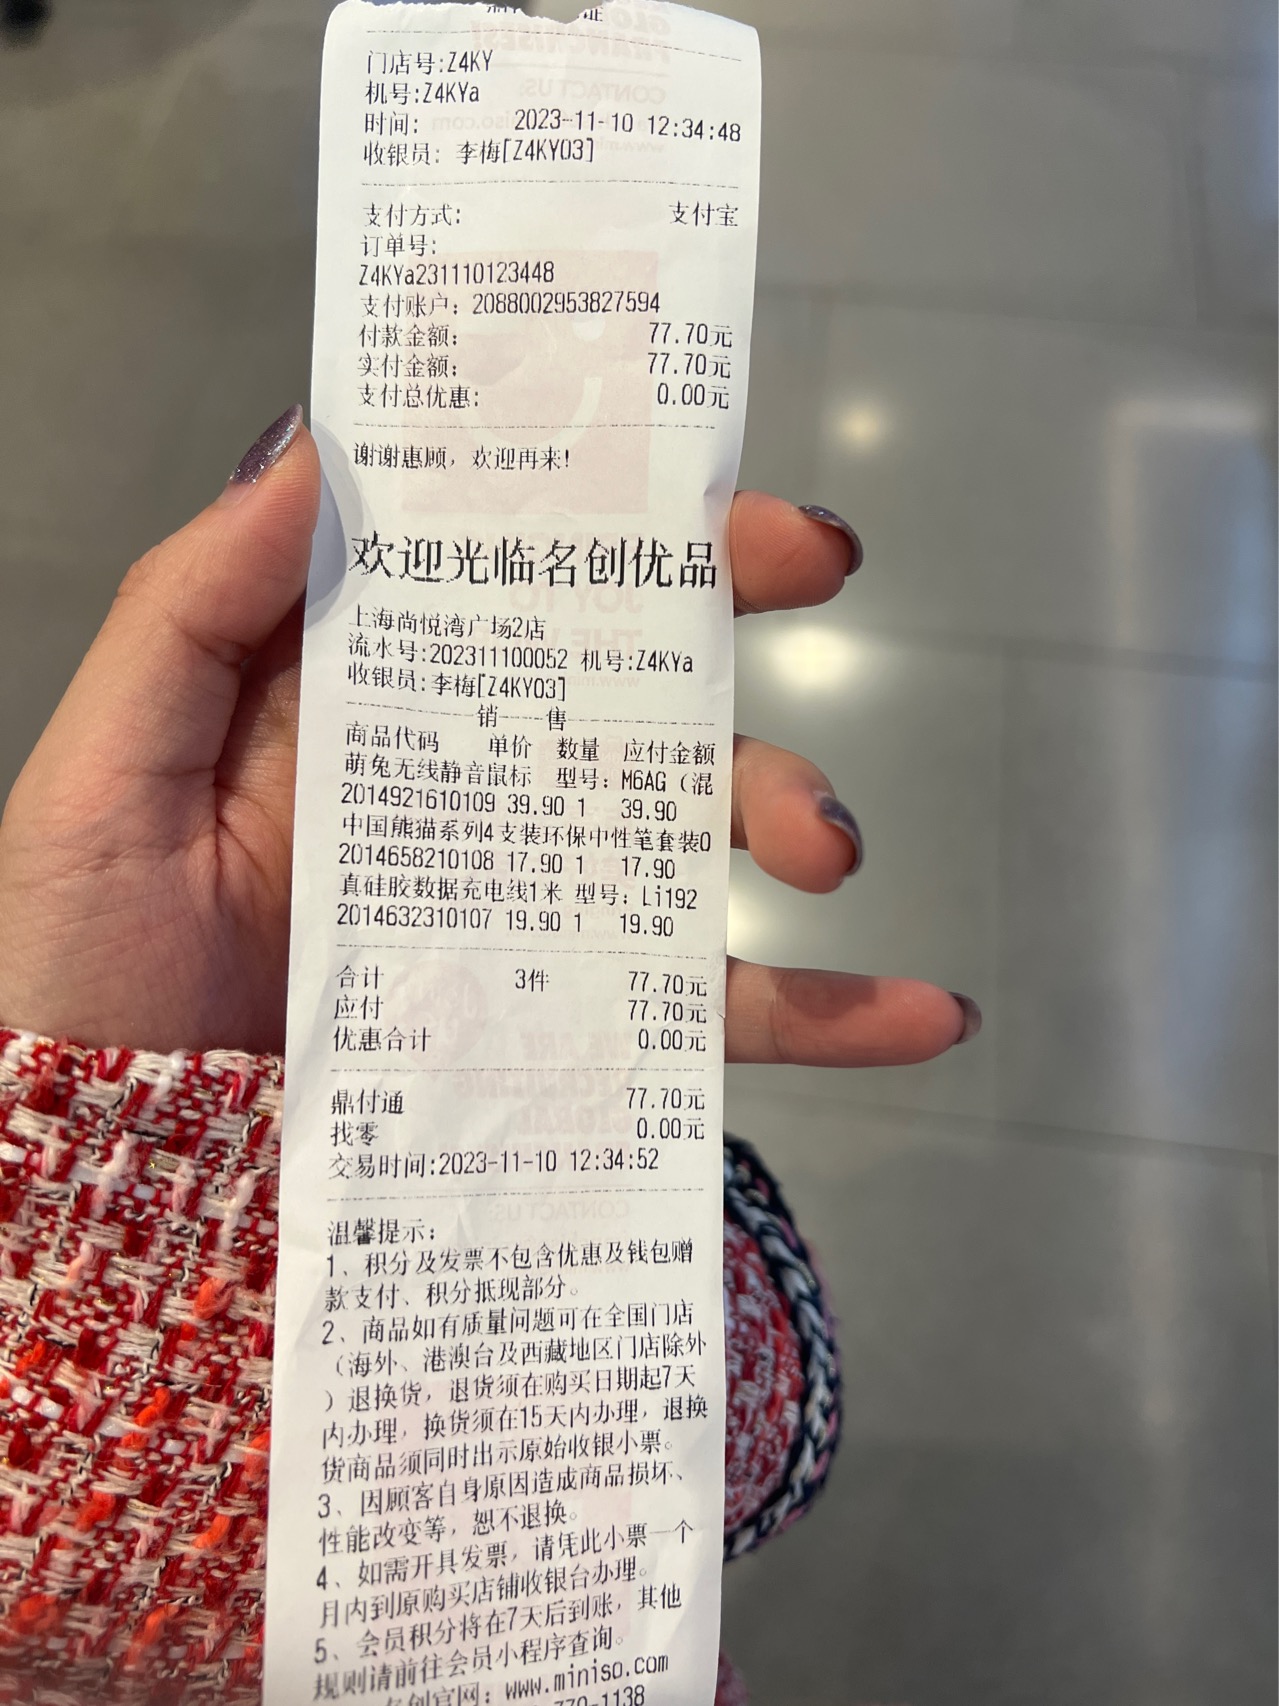 门店号:Z4KY
机号:Z4KYa
时间: 2023-11-10 12:34:48
收银员: 李梅[Z4KY03]
支付方式: 支付宝
订单号:
Z4KYa231110123448
支付账户: 2088002953827594
付款金额: 77.70元
实付金额: 77.70元
支付总优惠: 0.00元
谢谢惠顾, 欢迎再来!
欢迎光临名创优品
上海尚悦湾广场2店
流水号:202311100052 机号:Z4KYa
收银员:李梅[Z4KY03]
销 售
商品代码 单价 数量 应付金额
萌兔无线静音鼠标 型号: M6AG (混
2014921610109 39.90 1 39.90
中国熊猫系列4支装环保中性笔套装0
2014658210108 17.90 1 17.90
真硅胶数据充电线1米 型号: Li192
2014632310107 19.90 1 19.90
合计 3件 77.70元
应付 77.70元
优惠合计 0.00元
鼎付通 77.70元
找零 0.00元
交易时间:2023-11-10 12:34:52
温馨提示:
1、积分及发票不包含优惠及钱包赠
款支付、积分抵现部分。
2、商品如有质量问题可在全国门店
(海外、港澳台及西藏地区门店除外
)退换货, 退货须在购买日期起7天
内办理, 换货须在15天内办理, 退换
货商品须同时出示原始收银小票。
3、因顾客自身原因造成商品损坏、
性能改变等, 恕不退换。
4、如需开具发票, 请凭此小票一个
月内到原购买店铺收银台办理。
5、会员积分将在7天后到账, 其他
规则请前往会员小程序查询。
名创官网: www.miniso.com
770-1138